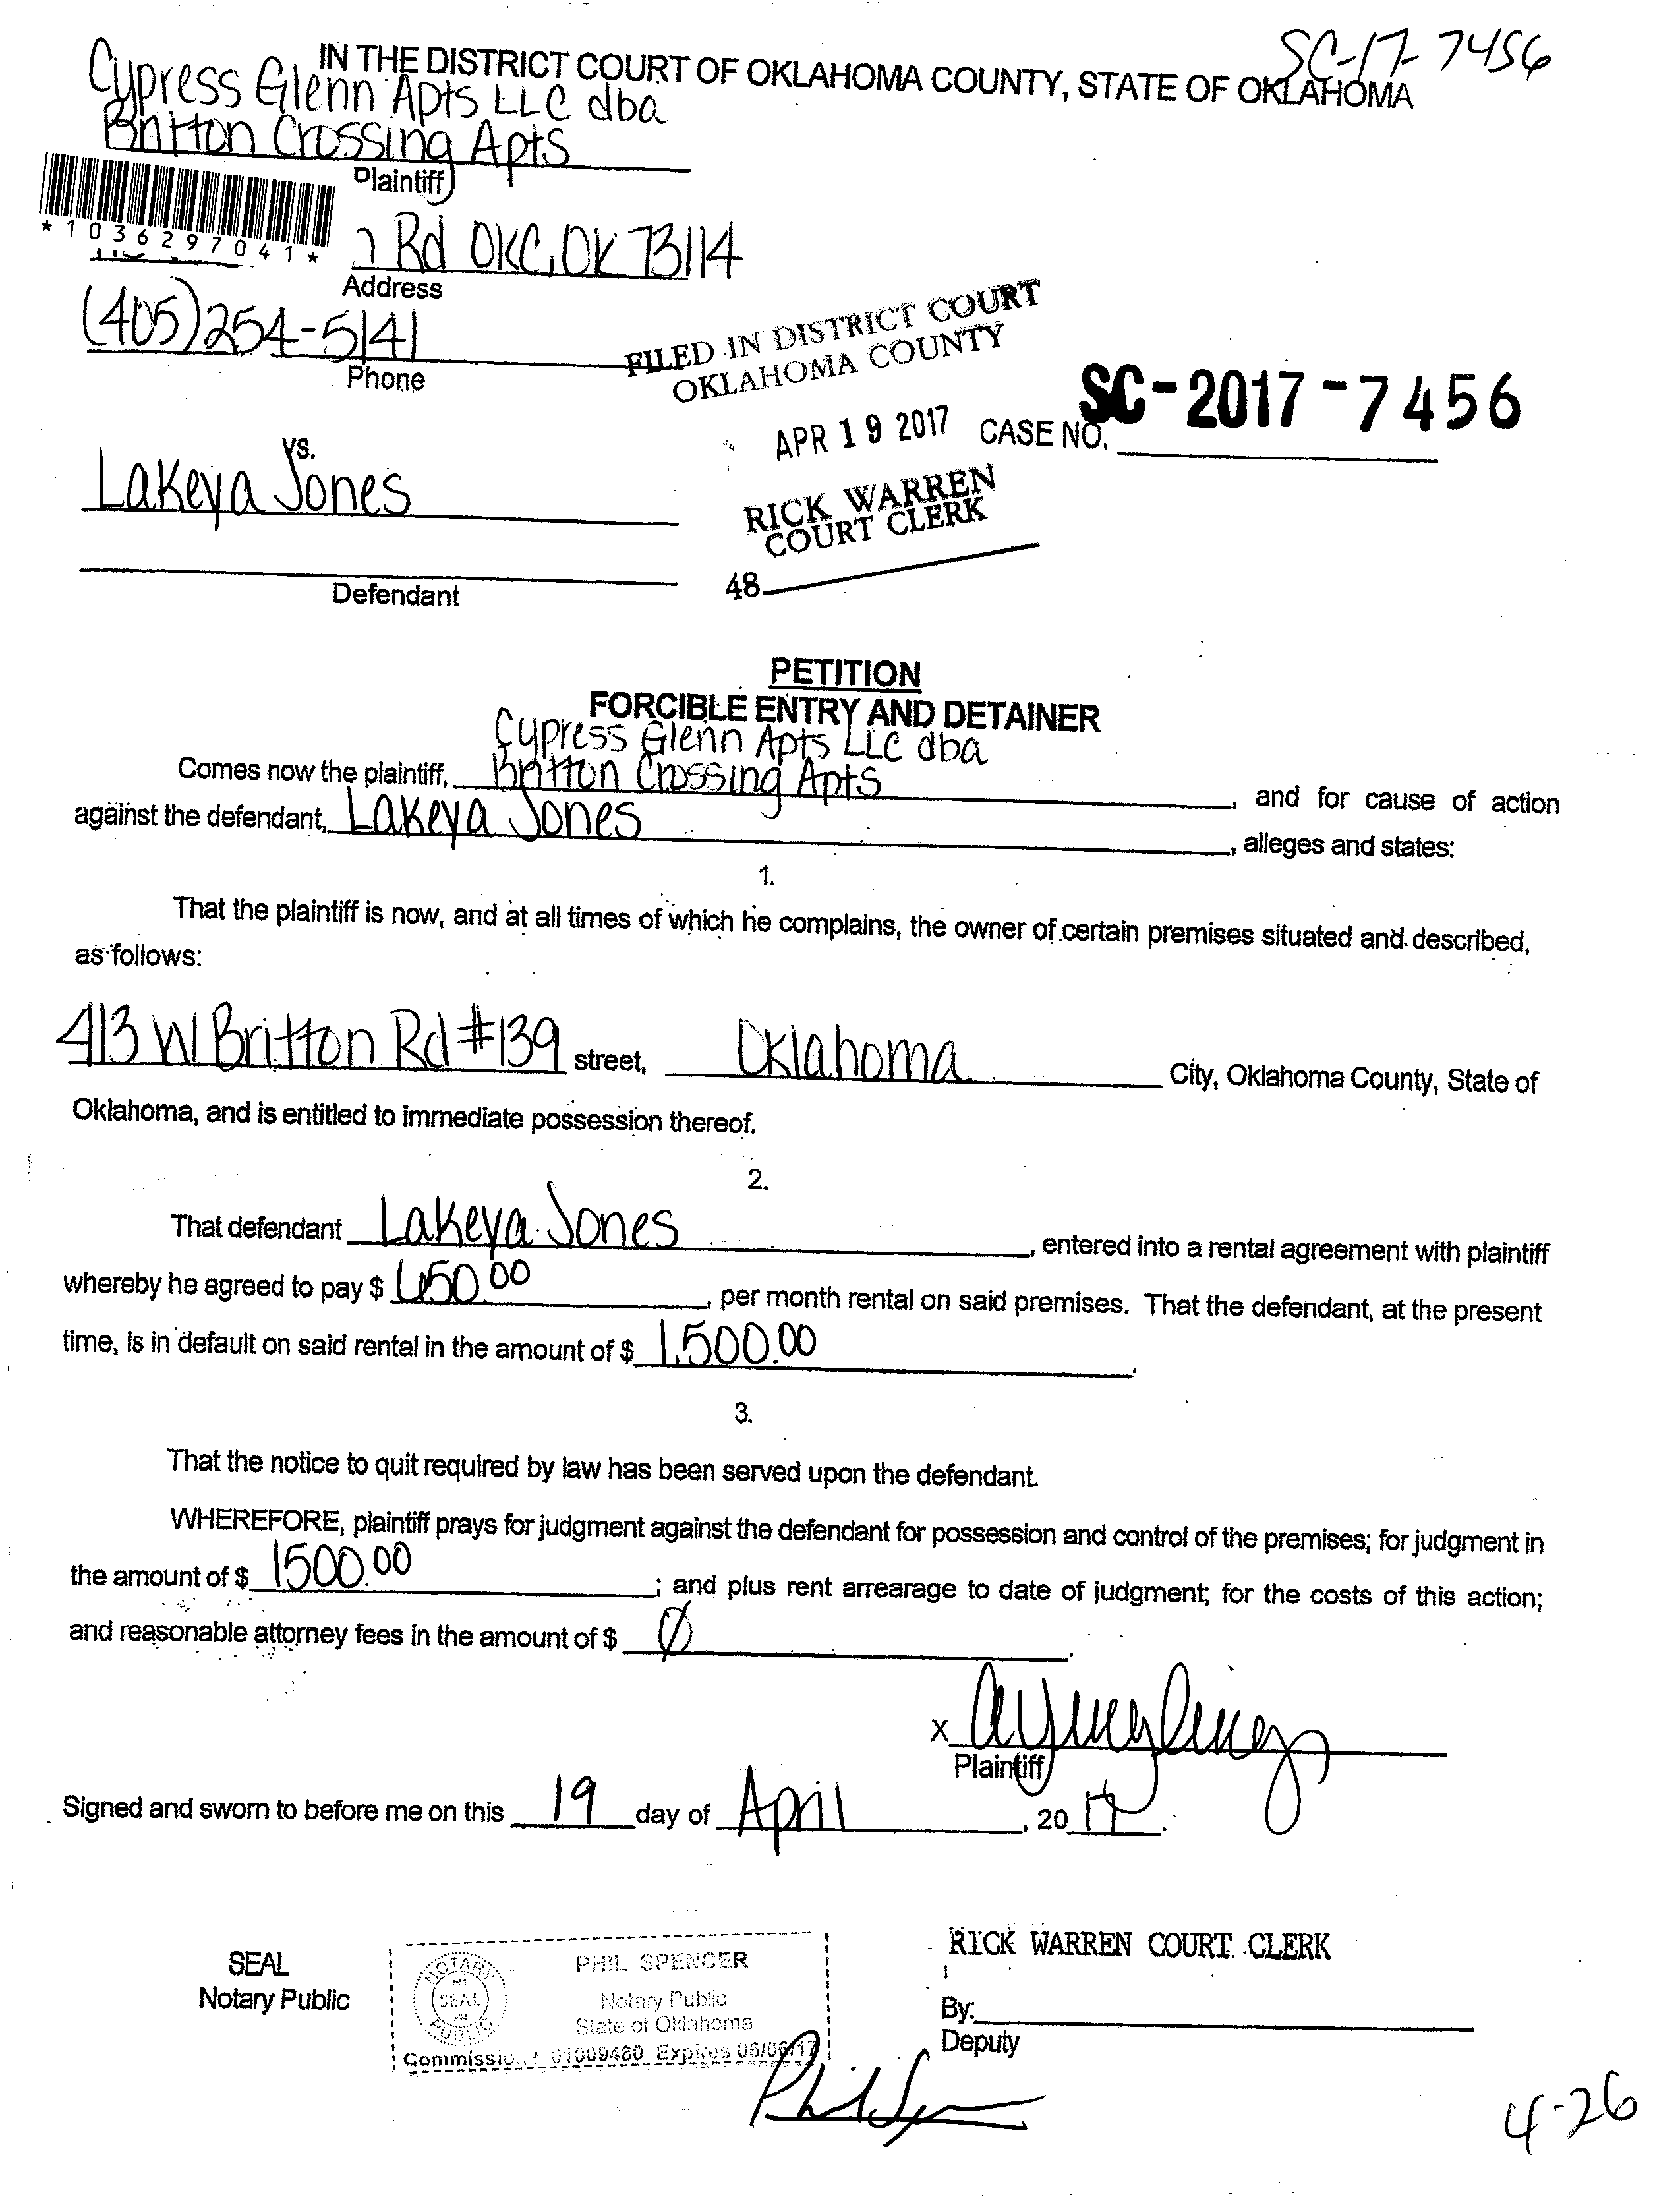 SC-17-7456
IN THE DISTRICT COURT OF OKLAHOMA COUNTY, STATE OF OKLAHOMA
Cypress Glenn Apts LLC dba
Britton Crossing Apts
Plaintiff
*1036297041*
Rd OKC, OK 73114
Address
(405)254-5141
Phone
FILED IN DISTRICT COURT
OKLAHOMA COUNTY
APR 19 2017
CASE NO. SC-2017-7456
RICK WARREN
COURT CLERK
48
vs.
Lakeya Jones
Defendant
PETITION
FORCIBLE ENTRY AND DETAINER
Cypress Glenn Apts LLC dba
Comes now the plaintiff, Britton Crossing Apts, and for cause of action
against the defendant, Lakeya Jones, alleges and states:
1.
That the plaintiff is now, and at all times of which he complains, the owner of certain premises situated and described,
as follows:
413 W Britton Rd #139 street, Oklahoma City, Oklahoma County, State of
Oklahoma, and is entitled to immediate possession thereof.
2.
That defendant Lakeya Jones, entered into a rental agreement with plaintiff
whereby he agreed to pay $ 650.00, per month rental on said premises. That the defendant, at the present
time, is in default on said rental in the amount of $ 1,500.00.
3.
That the notice to quit required by law has been served upon the defendant.
WHEREFORE, plaintiff prays for judgment against the defendant for possession and control of the premises; for judgment in
the amount of $ 1500.00; and plus rent arrearage to date of judgment; for the costs of this action;
and reasonable attorney fees in the amount of $ Ø.
x
Plaintiff
Signed and sworn to before me on this 19 day of April, 2017.
SEAL
Notary Public
NOTARY
SEAL
PUBLIC
PHIL SPENCER
Notary Public
State of Oklahoma
01009480 Expires 05/06/17
RICK WARREN COURT CLERK
By:
Deputy
4-26